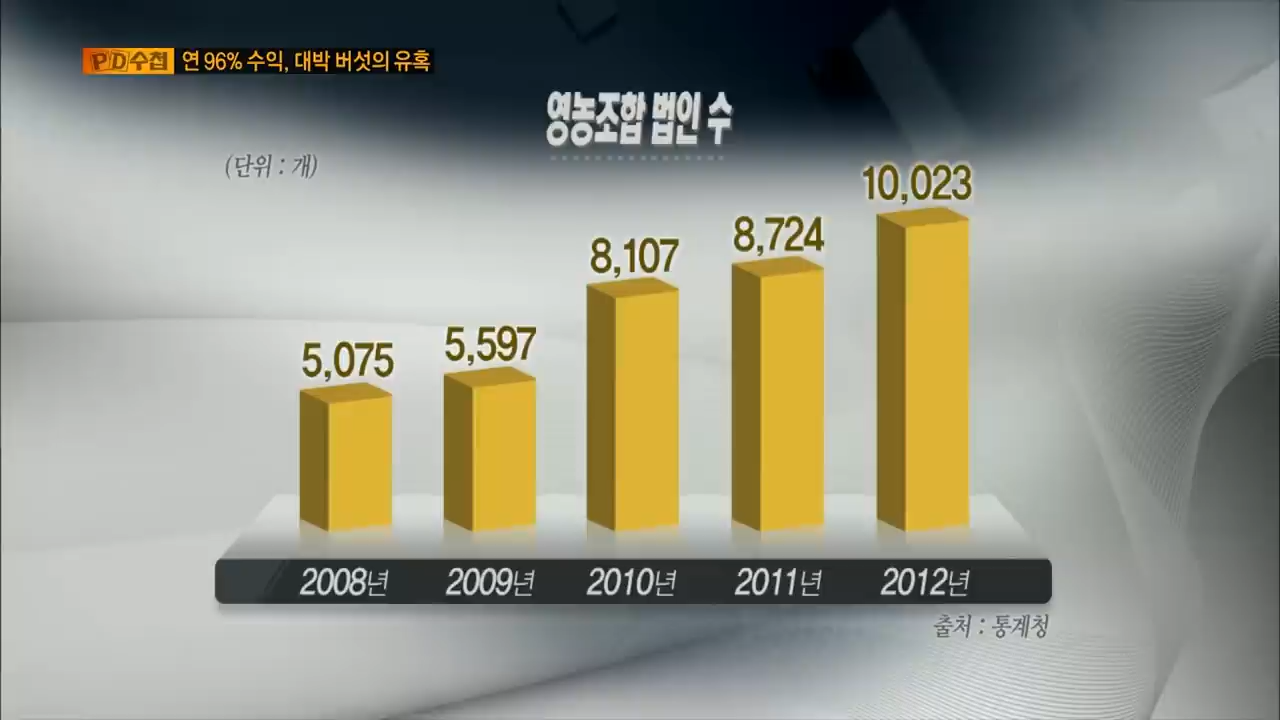 PD수첩 연 96% 수익, 대박 버섯의 유혹
영농조합 법인 수
(단위 : 개)
5,075
5,597
8,107
8,724
10,023
2008년 2009년 2010년 2011년 2012년
출처 : 통계청